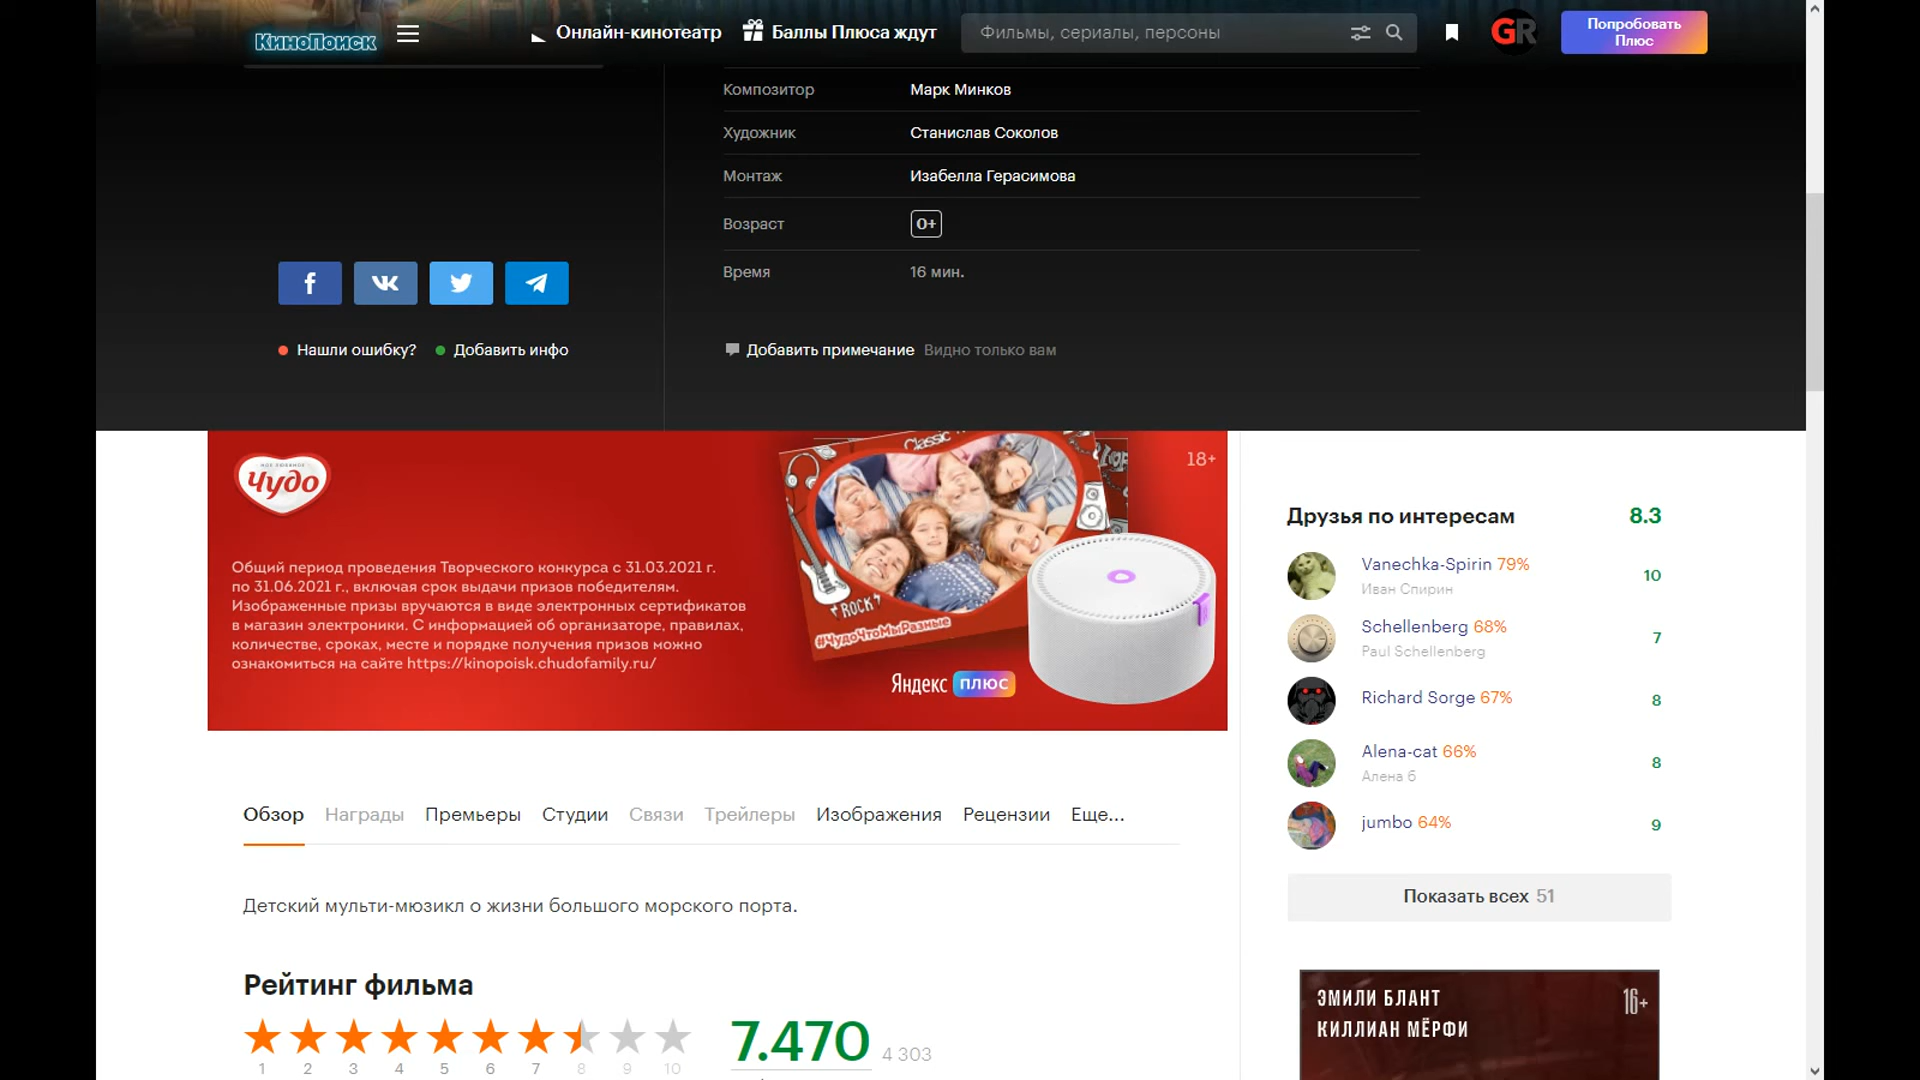 КиноПоиск
Онлайн-кинотеатр
Баллы Плюса ждут
Фильмы, сериалы, персоны
GR
Попробовать
Плюс
Композитор
Марк Минков
Художник
Станислав Соколов
Монтаж
Изабелла Герасимова
Возраст
0+
Время
16 мин.
f
Нашли ошибку?
Добавить инфо
Добавить примечание
Видно только вам
Чудо
Classic
18+
Общий период проведения Творческого конкурса с 31.03.2021 г.
по 31.06.2021 г., включая срок выдачи призов победителям.
Изображенные призы вручаются в виде электронных сертификатов
в магазин электроники. С информацией об организаторе, правилах,
количестве, сроках, месте и порядке получения призов можно
ознакомиться на сайте https://kinopoisk.chudofamily.ru/
ROCK
#ЧудоЧтоМыРазные
Яндекс плюс
Друзья по интересам
8.3
Vanechka-Spirin 79%
Иван Спирин
10
Schellenberg 68%
Paul Schellenberg
7
Richard Sorge 67%
8
Alena-cat 66%
Алена б
8
jumbo 64%
9
Показать всех 51
Обзор
Награды
Премьеры
Студии
Связи
Трейлеры
Изображения
Рецензии
Еще...
Детский мульти-мюзикл о жизни большого морского порта.
Рейтинг фильма
1 2 3 4 5 6 7 8 9 10
7.470
4 303
ЭМИЛИ БЛАНТ
КИЛЛИАН МЁРФИ
16+